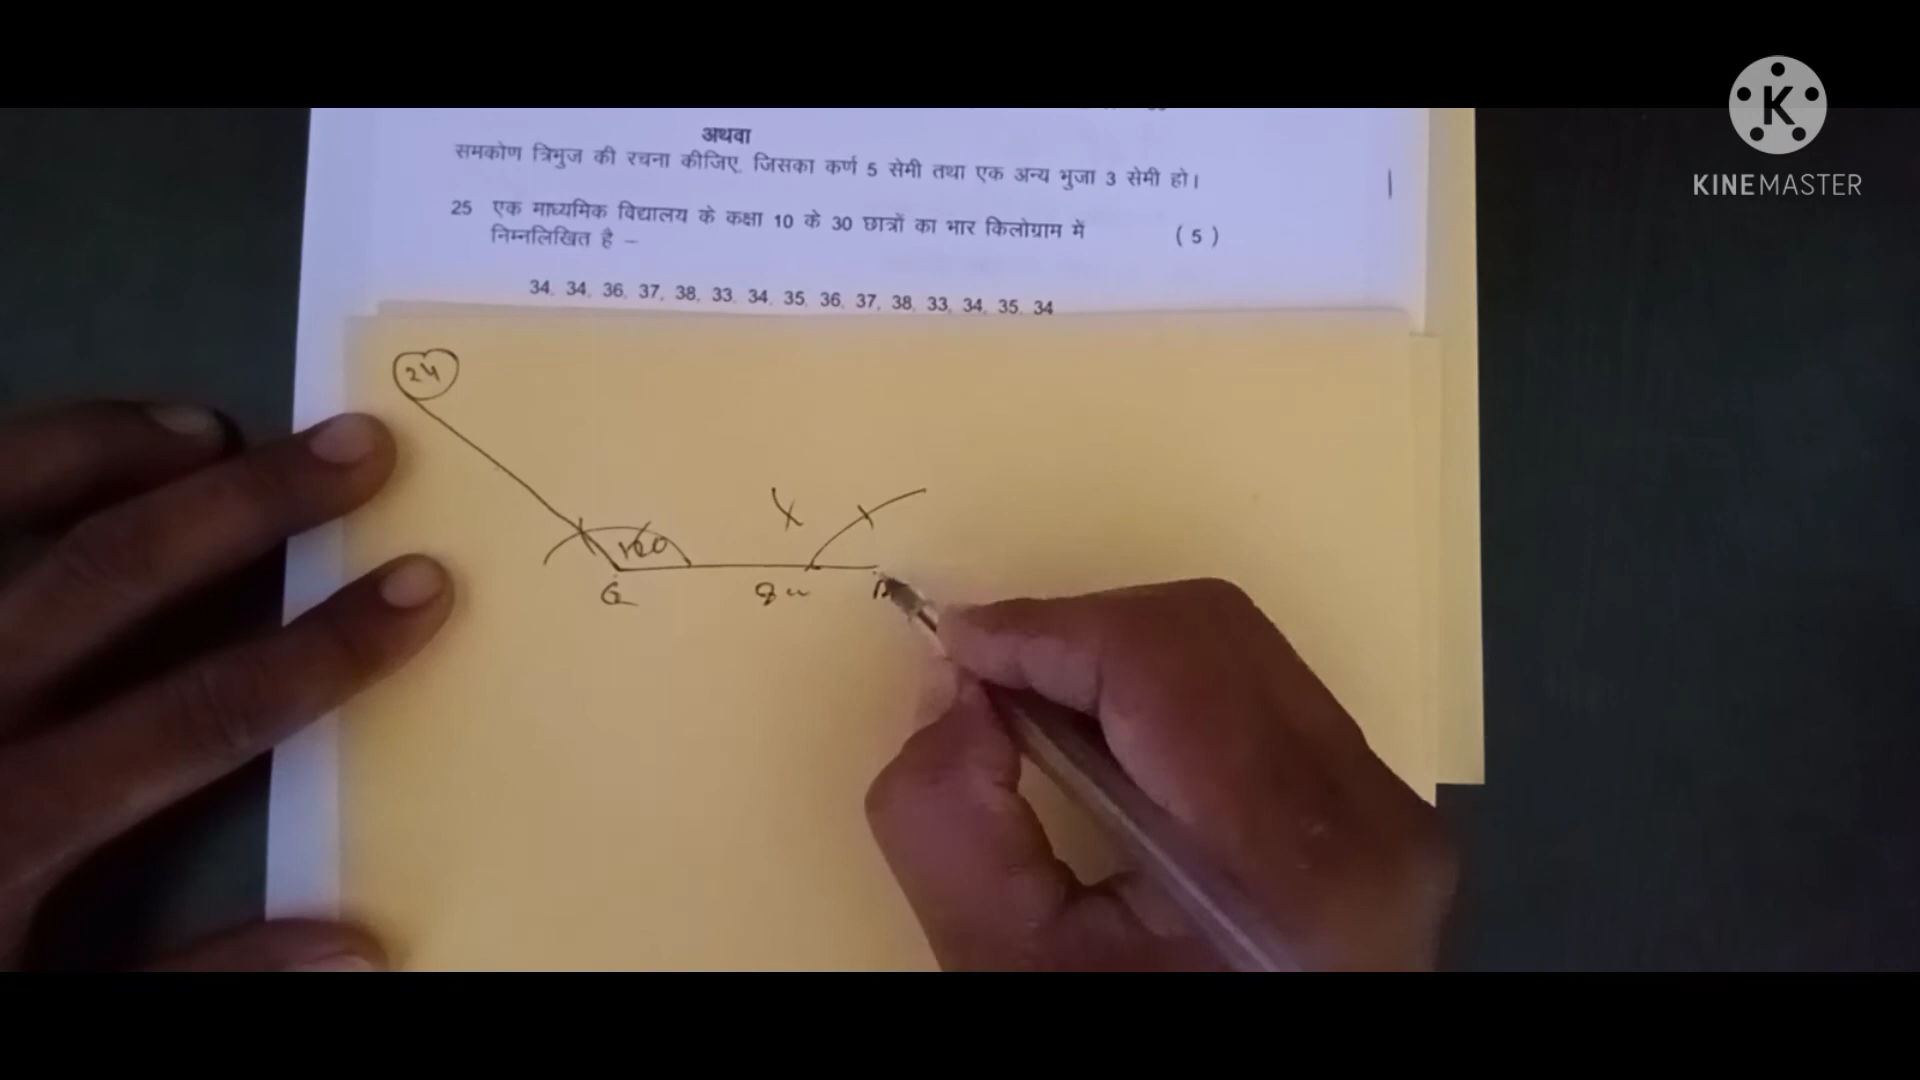 KINEMASTER
अथवा
समकोण त्रिभुज की रचना कीजिए, जिसका कर्ण 5 सेमी तथा एक अन्य भुजा 3 सेमी हो।
25 एक माध्यमिक विद्यालय के कक्षा 10 के 30 छात्रों का भार किलोग्राम में ( 5 )
निम्नलिखित है –
34, 34, 36, 37, 38, 33, 34, 35, 36, 37, 38, 33, 34, 35, 34
24
120